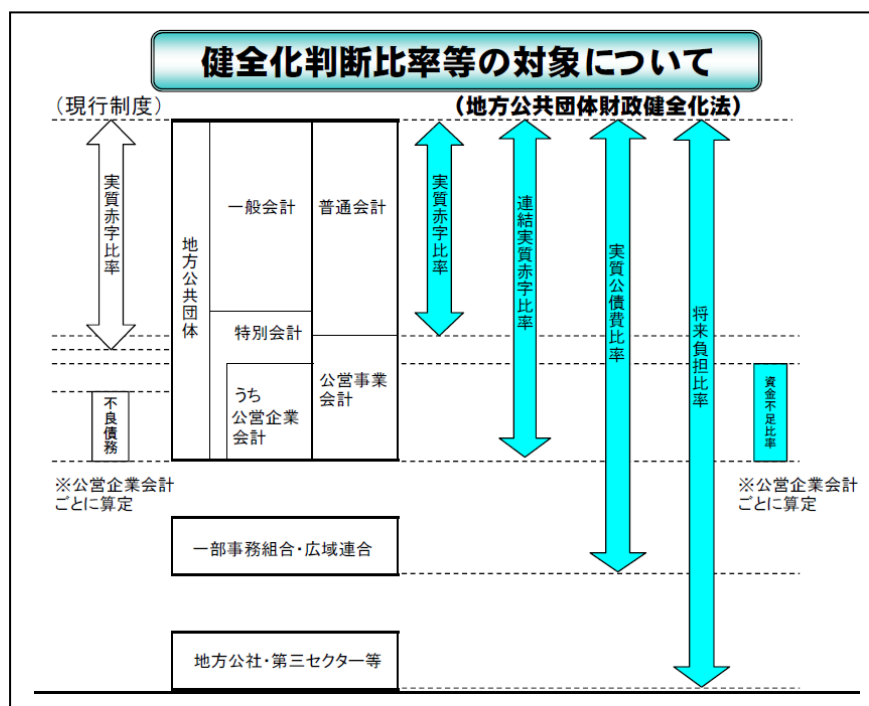 健全化判断比率等の対象について
（現行制度）
（地方公共団体財政健全化法）
実質赤字比率
地方公共団体
一般会計
普通会計
実質赤字比率
連結実質赤字比率
実質公債費比率
将来負担比率
特別会計
うち
公営企業
会計
公営事業
会計
不良債務
資金不足比率
※公営企業会計
ごとに算定
※公営企業会計
ごとに算定
一部事務組合・広域連合
地方公社・第三セクター等